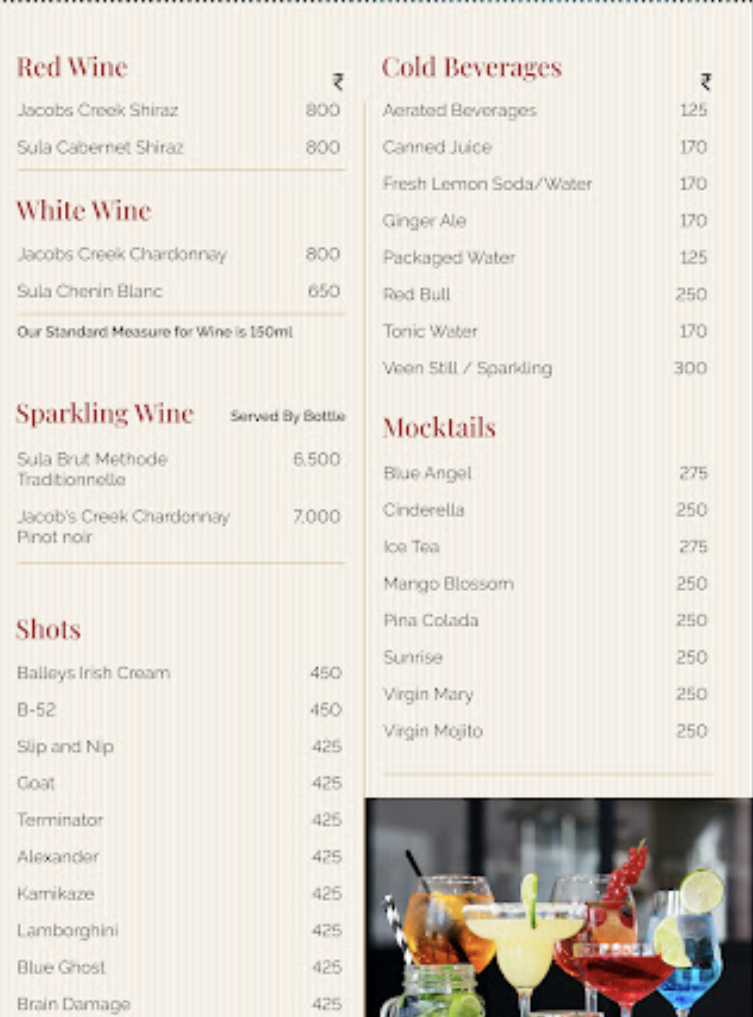 Red Wine
₹
Jacobs Creek Shiraz 800
Sula Cabernet Shiraz 800
White Wine
Jacobs Creek Chardonnay 800
Sula Chenin Blanc 650
Our Standard Measure for Wine is 150ml
Sparkling Wine Served By Bottle
Sula Brut Methode 6,500
Traditionnelle
Jacob's Creek Chardonnay 7,000
Pinot noir
Shots
Balleys Irish Cream 450
B-52 450
Slip and Nip 425
Goat 425
Terminator 425
Alexander 425
Kamikaze 425
Lamborghini 425
Blue Ghost 425
Brain Damage 425
Cold Beverages
₹
Aerated Beverages 125
Canned Juice 170
Fresh Lemon Soda/Water 170
Ginger Ale 170
Packaged Water 125
Red Bull 250
Tonic Water 170
Veen Still / Sparkling 300
Mocktails
Blue Angel 275
Cinderella 250
Ice Tea 275
Mango Blossom 250
Pina Colada 250
Sunrise 250
Virgin Mary 250
Virgin Mojito 250